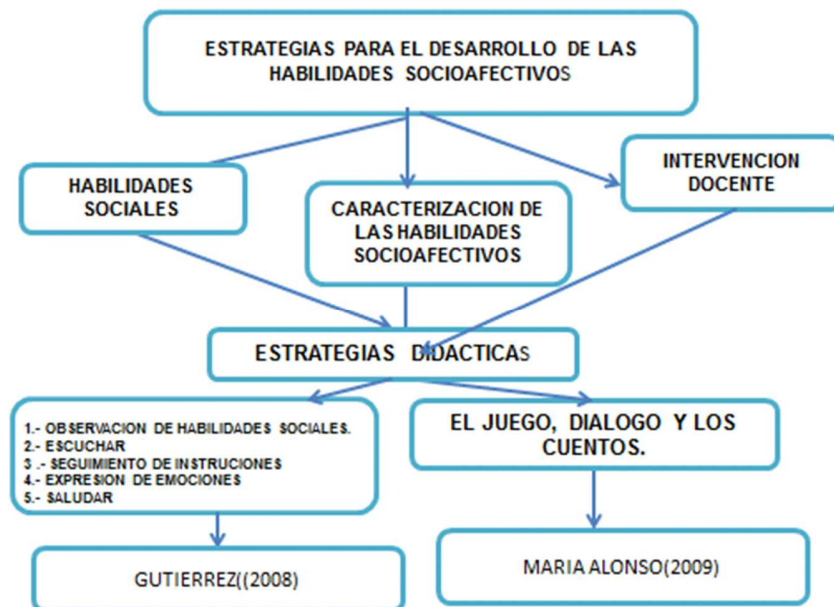 ESTRATEGIAS PARA EL DESARROLLO DE LAS
HABILIDADES SOCIOAFECTIVOS
HABILIDADES
SOCIALES
CARACTERIZACION DE
LAS HABILIDADES
SOCIOAFECTIVOS
INTERVENCION
DOCENTE
ESTRATEGIAS DIDACTICAS
1.- OBSERVACION DE HABILIDADES SOCIALES.
2.- ESCUCHAR
3 .- SEGUIMIENTO DE INSTRUCIONES
4.- EXPRESION DE EMOCIONES
5.- SALUDAR
EL JUEGO, DIALOGO Y LOS
CUENTOS.
GUTIERREZ((2008)
MARIA ALONSO(2009)